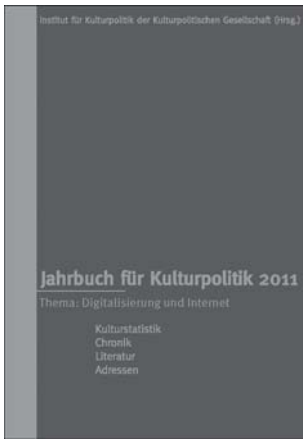 Institut für Kulturpolitik der Kulturpolitischen Gesellschaft (Hrsg.)
Jahrbuch für Kulturpolitik 2011
Thema: Digitalisierung und Internet
Kulturstatistik
Chronik
Literatur
Adressen